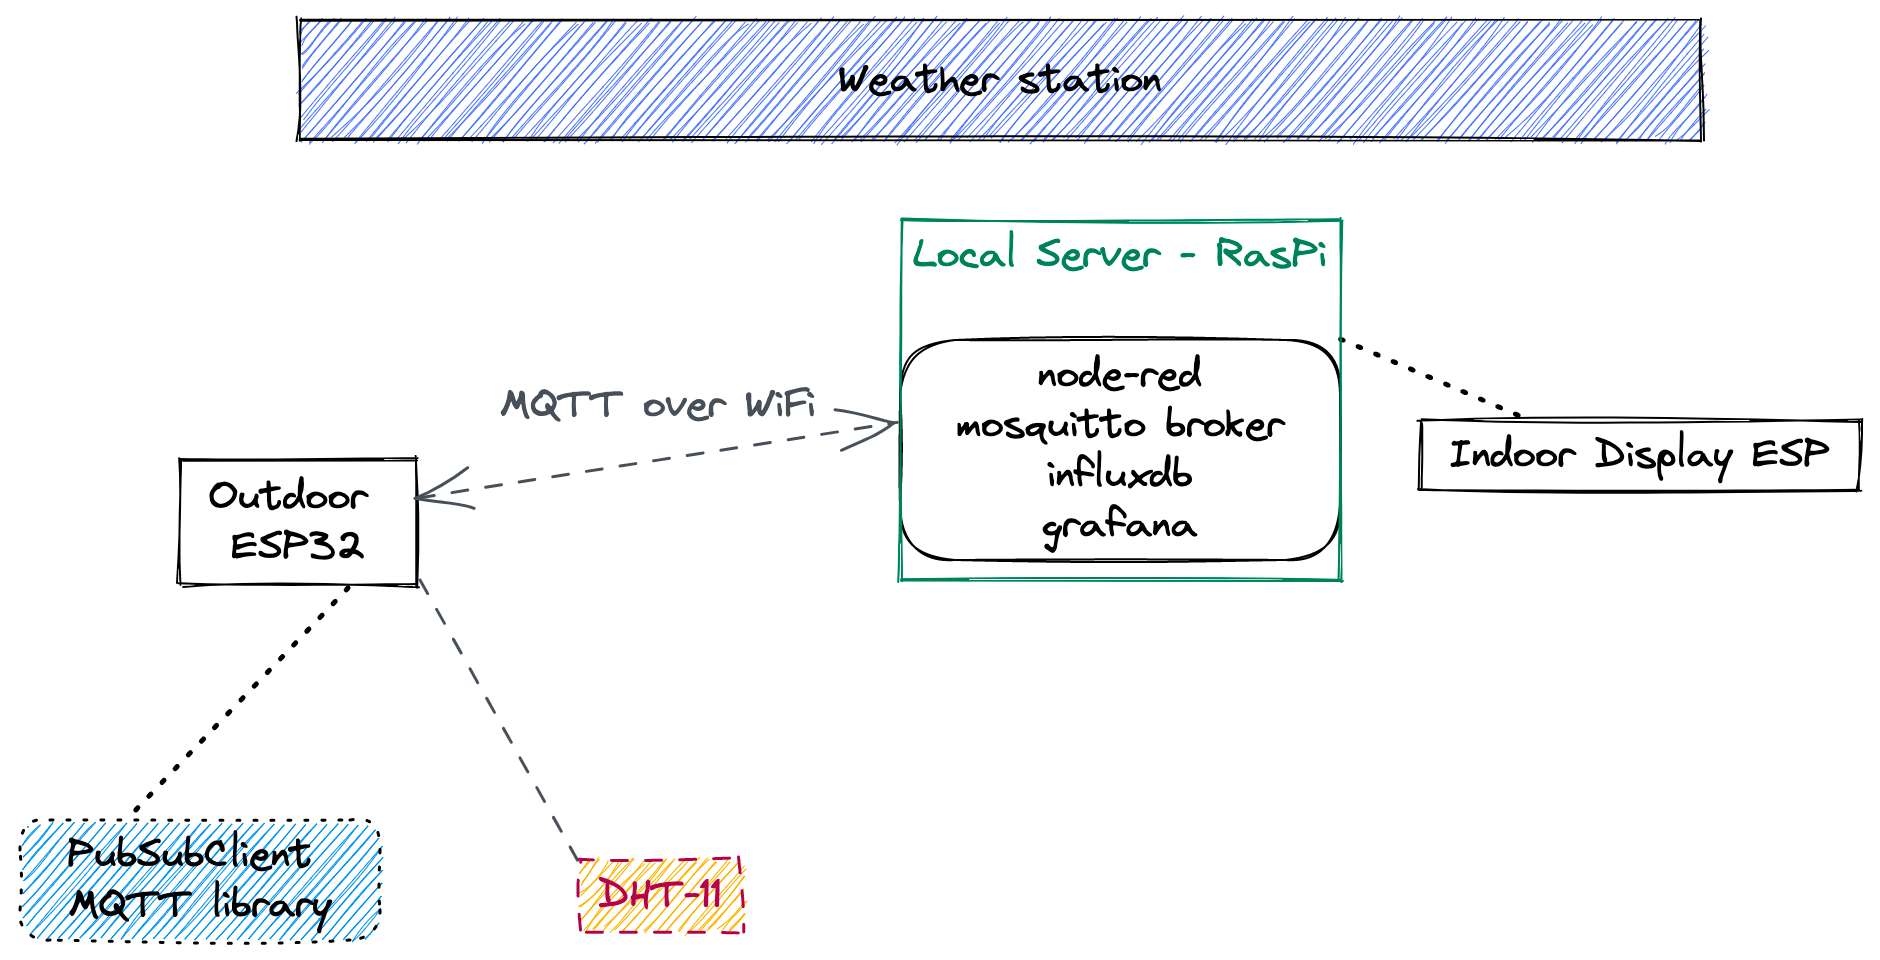 Weather station
Local Server - RasPi
node-red
mosquitto broker
influxdb
grafana
MQTT over WiFi
Indoor Display ESP
Outdoor
ESP32
PubSubClient
MQTT library
DHT-11